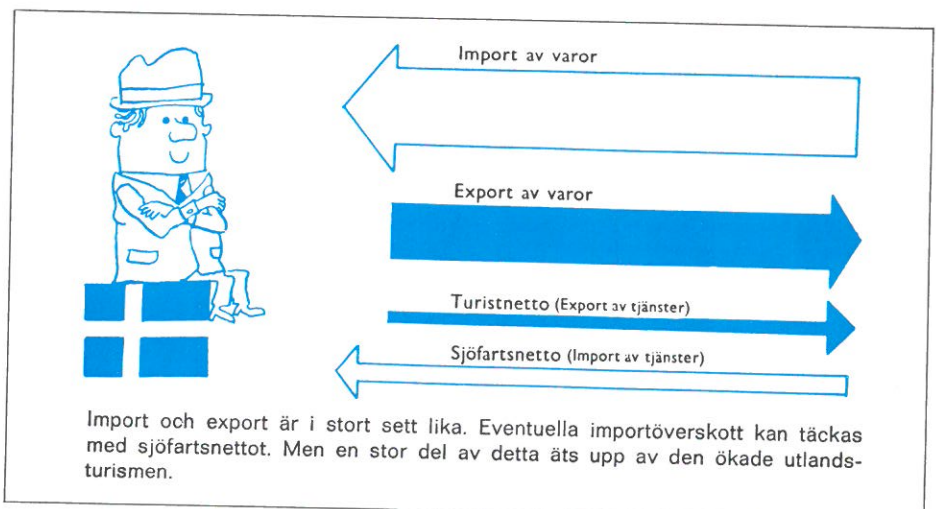 Import av varor
Export av varor
Turistnetto (Export av tjänster)
Sjöfartsnetto (Import av tjänster)
Import och export är i stort sett lika. Eventuella importöverskott kan täckas
med sjöfartsnettot. Men en stor del av detta äts upp av den ökade utlands-
turismen.